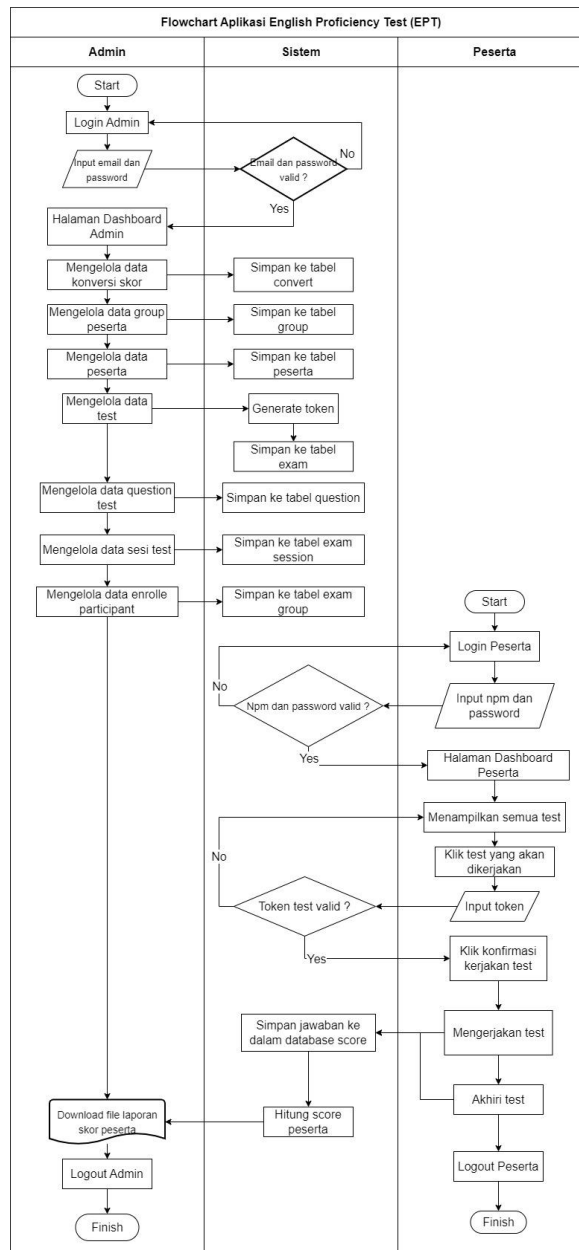 Flowchart Aplikasi English Proficiency Test (EPT)
Admin
Sistem
Peserta
Start
Login Admin
Input email dan
password
Email dan password
valid ?
No
Yes
Halaman Dashboard
Admin
Mengelola data
konversi skor
Simpan ke tabel
convert
Mengelola data group
peserta
Simpan ke tabel
group
Mengelola data
peserta
Simpan ke tabel
peserta
Mengelola data
test
Generate token
Simpan ke tabel
exam
Mengelola data question
test
Simpan ke tabel question
Mengelola data sesi test
Simpan ke tabel exam
session
Mengelola data enrolle
participant
Simpan ke tabel exam
group
Start
Login Peserta
Input npm dan
password
Npm dan password valid ?
No
Yes
Halaman Dashboard
Peserta
Menampilkan semua test
Klik test yang akan
dikerjakan
Input token
Token test valid ?
No
Yes
Klik konfirmasi
kerjakan test
Mengerjakan test
Simpan jawaban ke
dalam database score
Akhiri test
Hitung score
peserta
Download file laporan
skor peserta
Logout Admin
Finish
Logout Peserta
Finish